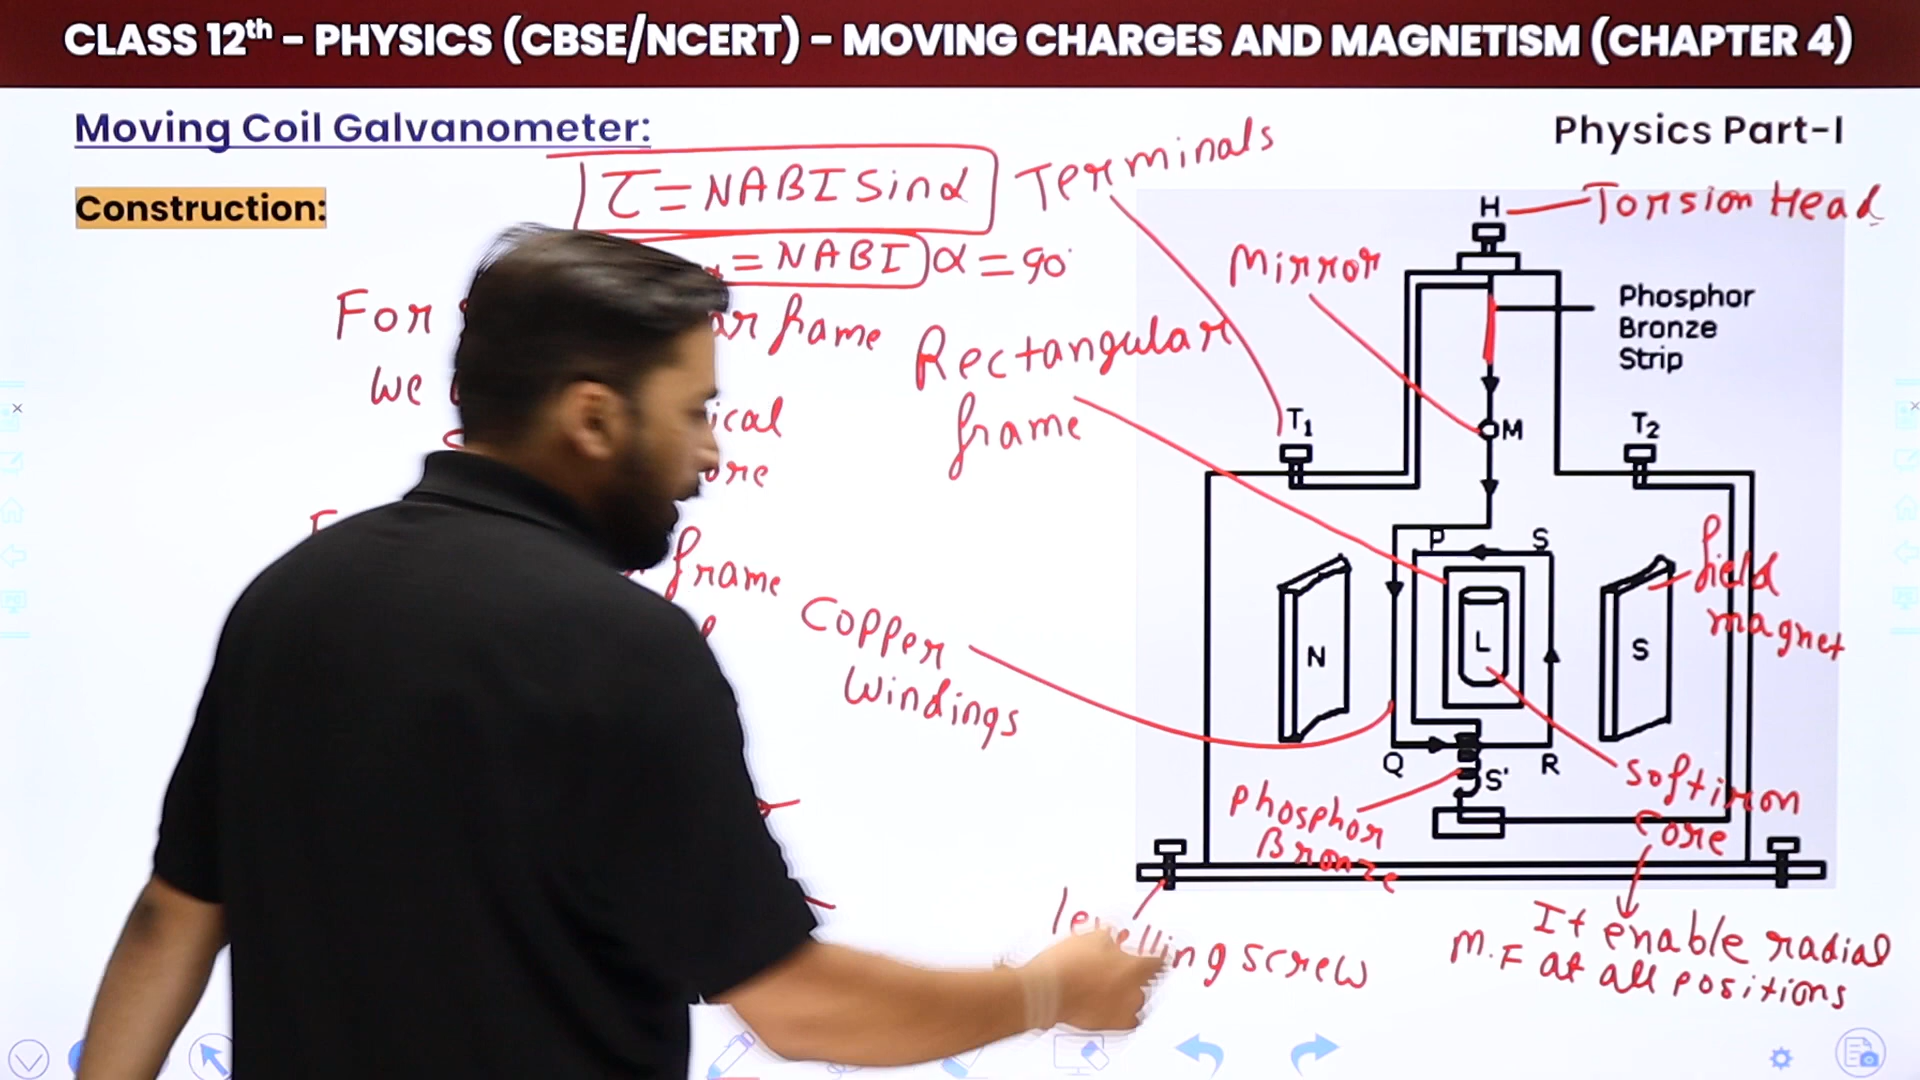 CLASS 12th - PHYSICS (CBSE/NCERT) - MOVING CHARGES AND MAGNETISM (CHAPTER 4)
Moving Coil Galvanometer:
Physics Part-I
Construction:
τ = NABI Sinα
= NABI) α = 90°
Terminals
H
Torsion Head
Mirror
Phosphor
Bronze
Strip
For
ar frame
we
ical
ore
Rectangular
frame
T1
M
T2
frame
Copper
Windings
P
S
N
L
S
field
magnet
Q
S'
R
Phosphor
Bronze
Soft iron
Core
levelling screw
It enable radial
M.F at all positions